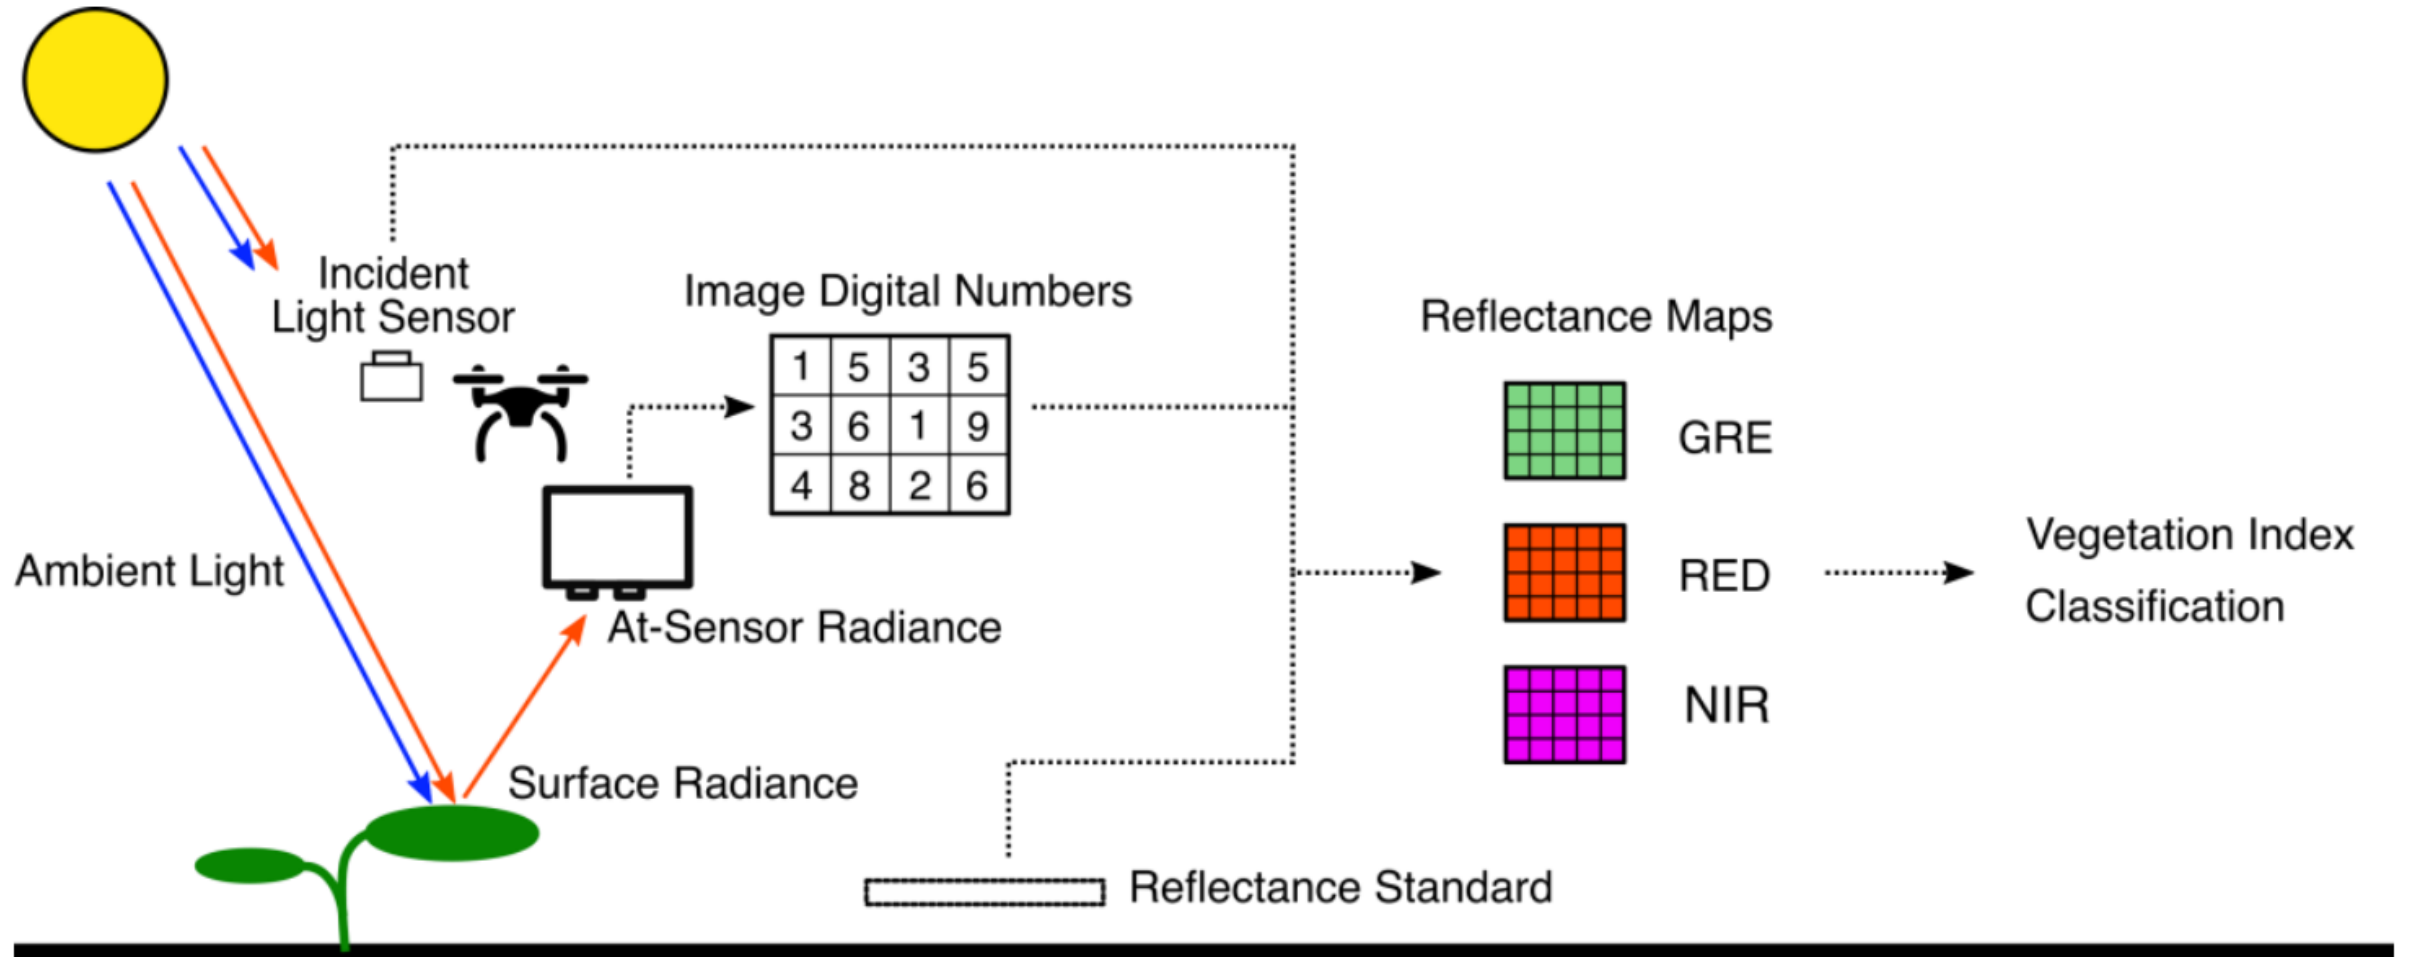 Incident
Light Sensor
Image Digital Numbers
1 5 3 5
3 6 1 9
4 8 2 6
Reflectance Maps
GRE
RED
NIR
Vegetation Index
Classification
Ambient Light
At-Sensor Radiance
Surface Radiance
Reflectance Standard